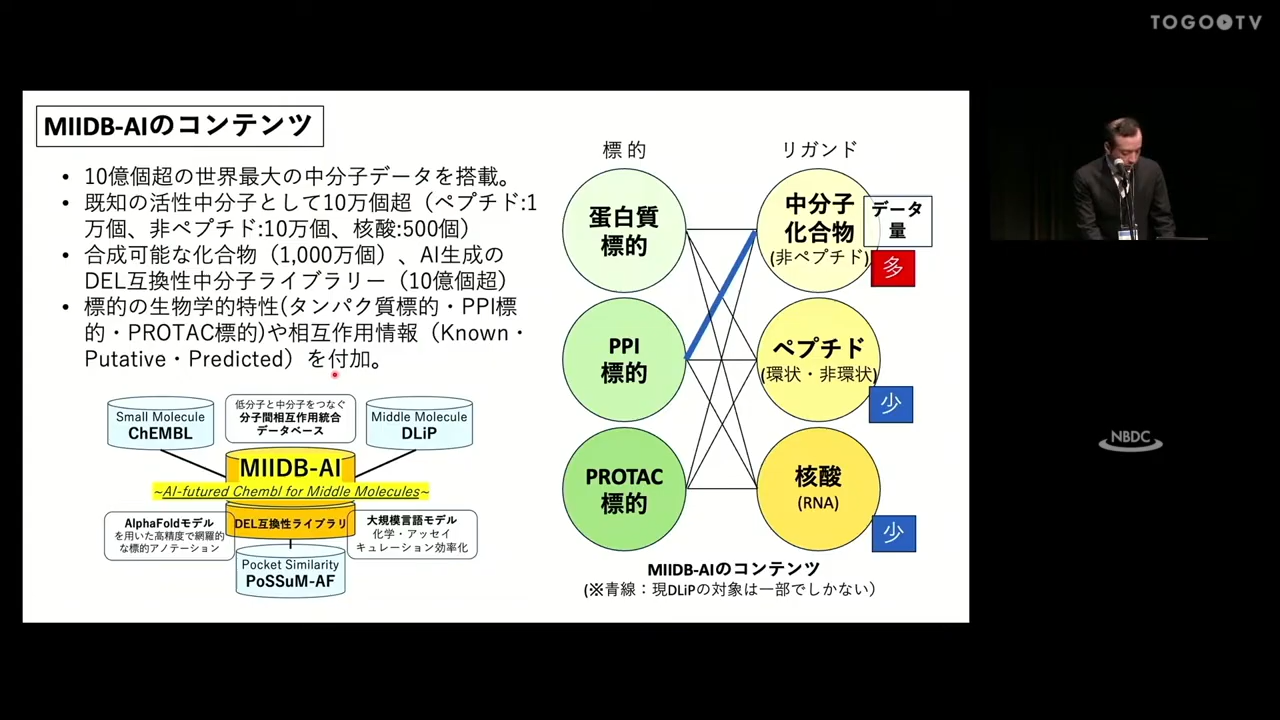 TOGOTV
MIIDB-AIのコンテンツ
• 10億個超の世界最大の中分子データを搭載。
• 既知の活性中分子として10万個超（ペプチド:1
万個、非ペプチド:10万個、核酸:500個）
• 合成可能な化合物（1,000万個）、AI生成の
DEL互換性中分子ライブラリー（10億個超）
• 標的の生物学的特性(タンパク質標的・PPI標
的・PROTAC標的)や相互作用情報（Known・
Putative・Predicted）を付加。
Small Molecule
ChEMBL
低分子と中分子をつなぐ
分子間相互作用統合
データベース
Middle Molecule
DLiP
MIIDB-AI
~AI-futured Chembl for Middle Molecules~
AlphaFoldモデル
を用いた高精度で網羅的
な標的アノテーション
DEL互換性ライブラリ
大規模言語モデル
化学・アッセイ
キュレーション効率化
Pocket Similarity
PoSSuM-AF
標的
リガンド
蛋白質
標的
中分子
化合物
(非ペプチド)
データ
量
多
PPI
標的
ペプチド
(環状・非環状)
少
PROTAC
標的
核酸
(RNA)
少
MIIDB-AIのコンテンツ
(※青線：現DLiPの対象は一部でしかない）
NBDC